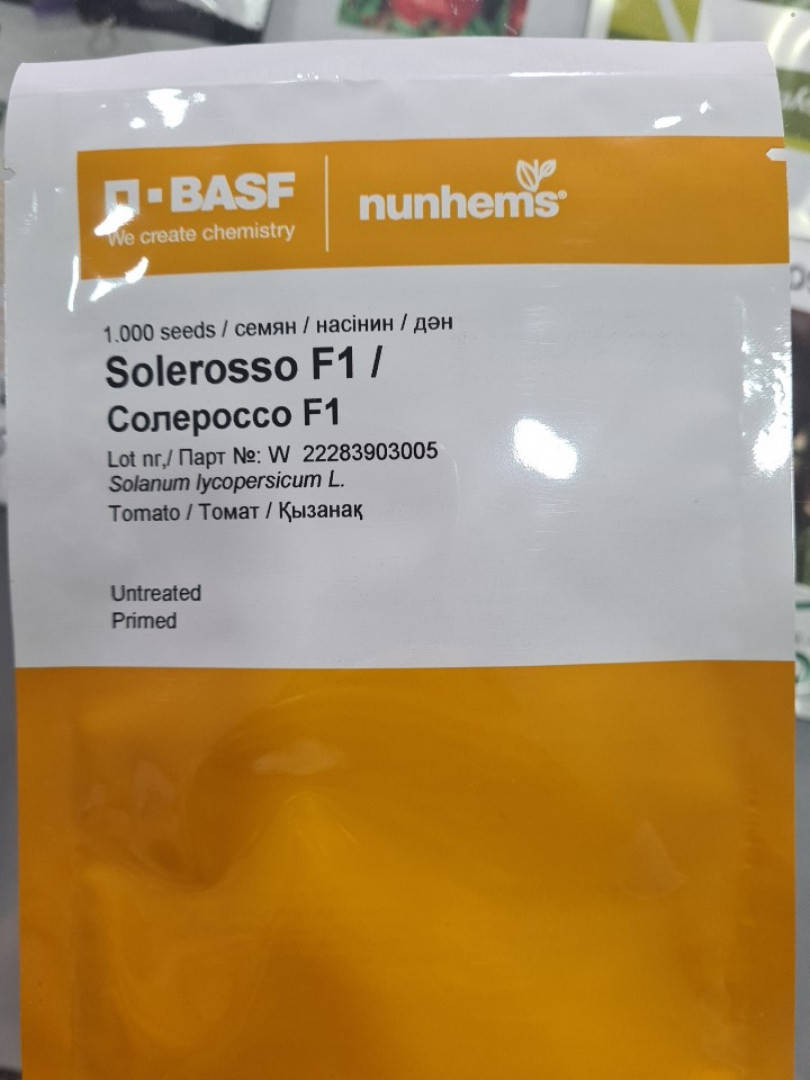 BASF
We create chemistry
nunhems®
1.000 seeds / семян / насінин / дән
Solerosso F1 /
Солероссо F1
Lot nr,/ Парт №: W 22283903005
Solanum lycopersicum L.
Tomato / Томат / Қызанақ
Untreated
Primed